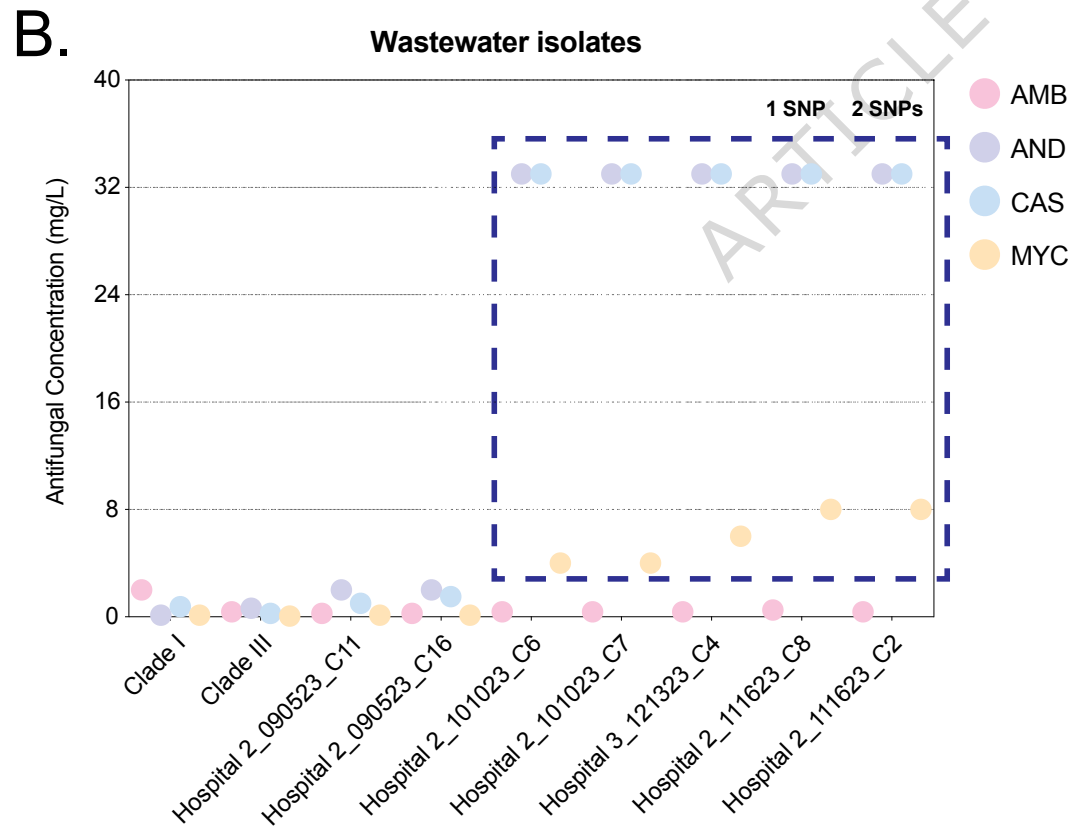 B.
Wastewater isolates
ARTICLE
40
32
24
16
8
0
Antifungal Concentration (mg/L)
1 SNP
2 SNPs
AMB
AND
CAS
MYC
Clade I
Clade III
Hospital 2_090523_C11
Hospital 2_090523_C16
Hospital 2_101023_C6
Hospital 2_101023_C7
Hospital 3_121323_C4
Hospital 2_111623_C8
Hospital 2_111623_C2